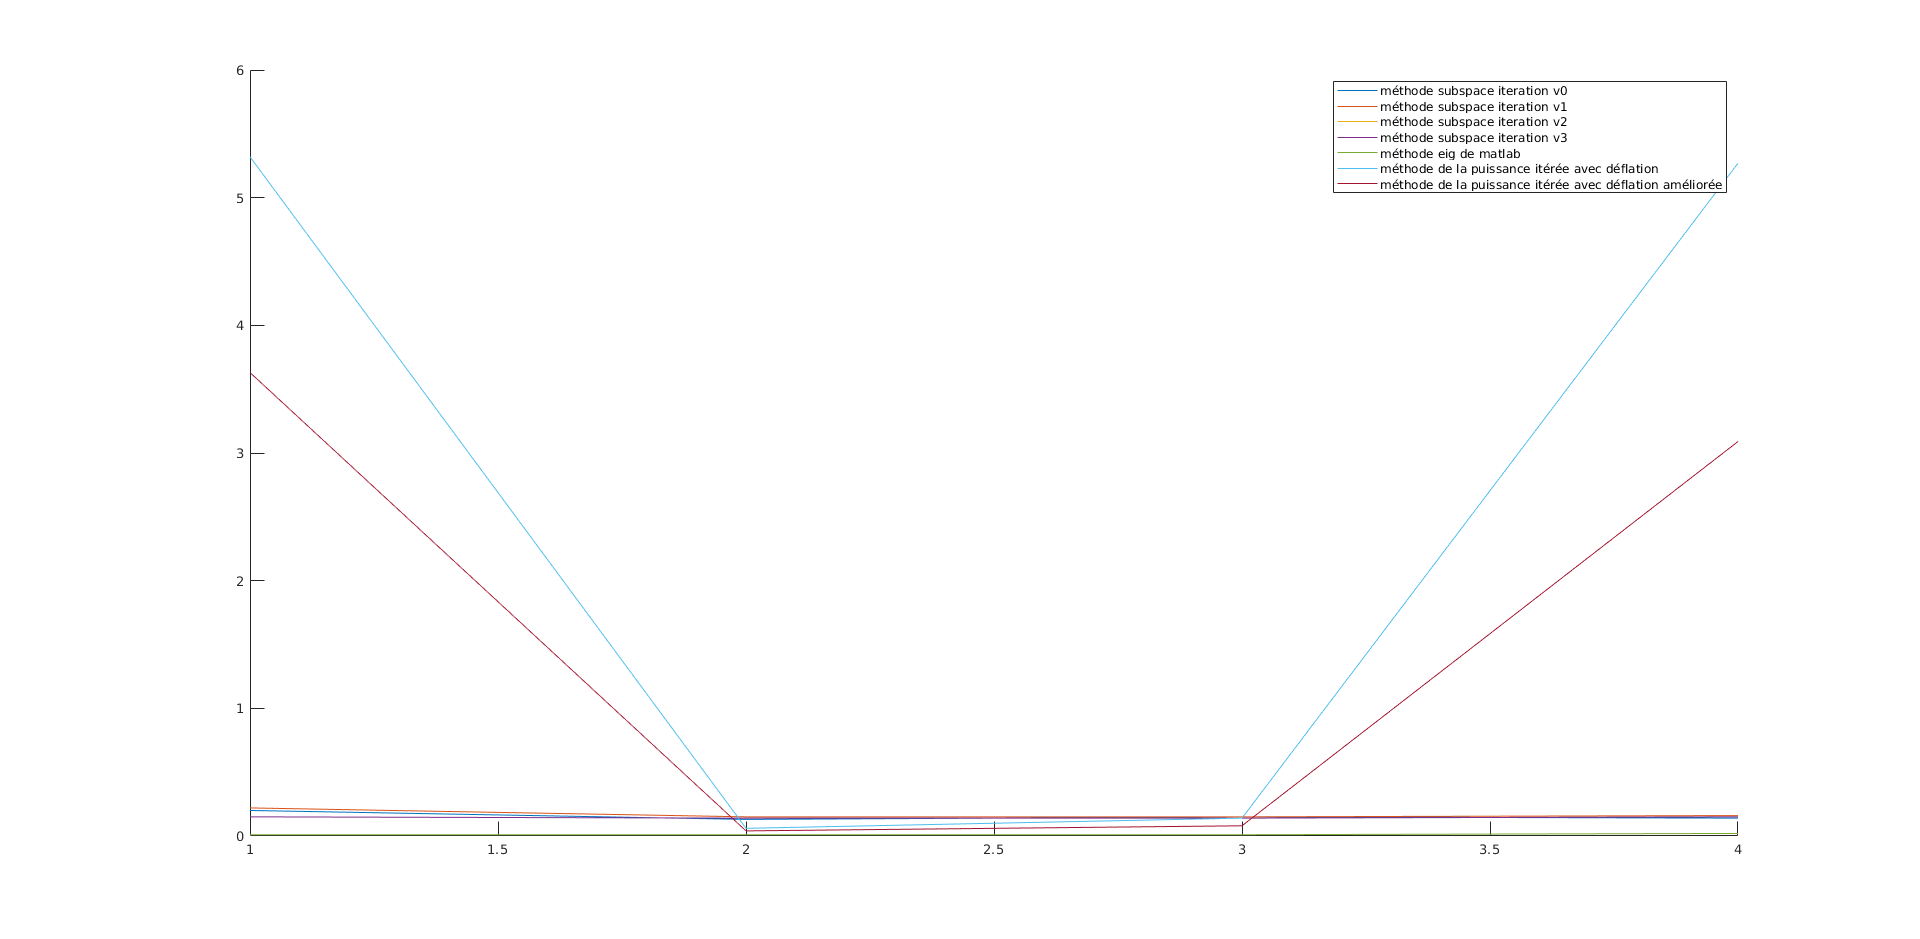 6
5
4
3
2
1
0
1 1.5 2 2.5 3 3.5 4
méthode subspace iteration v0
méthode subspace iteration v1
méthode subspace iteration v2
méthode subspace iteration v3
méthode eig de matlab
méthode de la puissance itérée avec déflation
méthode de la puissance itérée avec déflation améliorée